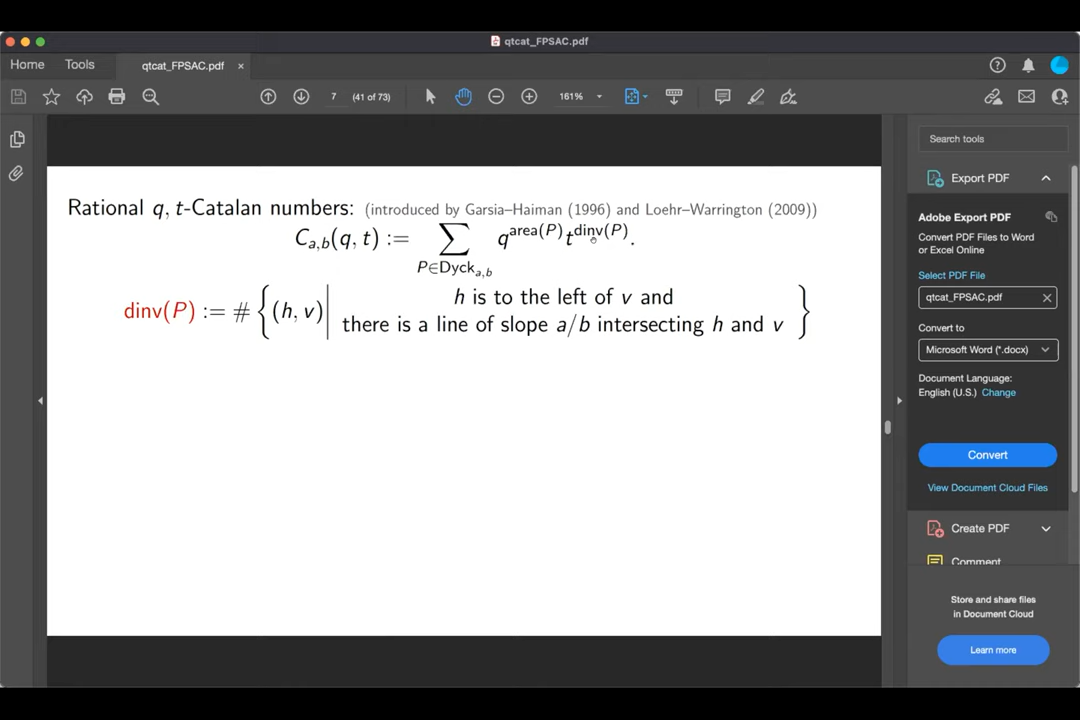 qtcat_FPSAC.pdf
Home Tools qtcat_FPSAC.pdf ×
7 (41 of 73) 161%
Search tools
Export PDF
Adobe Export PDF
Convert PDF Files to Word
or Excel Online
Select PDF File
qtcat_FPSAC.pdf
Convert to
Microsoft Word (*.docx)
Document Language:
English (U.S.) Change
Convert
View Document Cloud Files
Create PDF
Comment
Store and share files
in Document Cloud
Learn more
Rational q, t-Catalan numbers: (introduced by Garsia–Haiman (1996) and Loehr–Warrington (2009))
C_{a,b}(q, t) := ∑_{P∈Dyck_{a,b}} q^{area(P)} t^{dinv(P)}.
dinv(P) := # { (h, v) | h is to the left of v and
there is a line of slope a/b intersecting h and v }